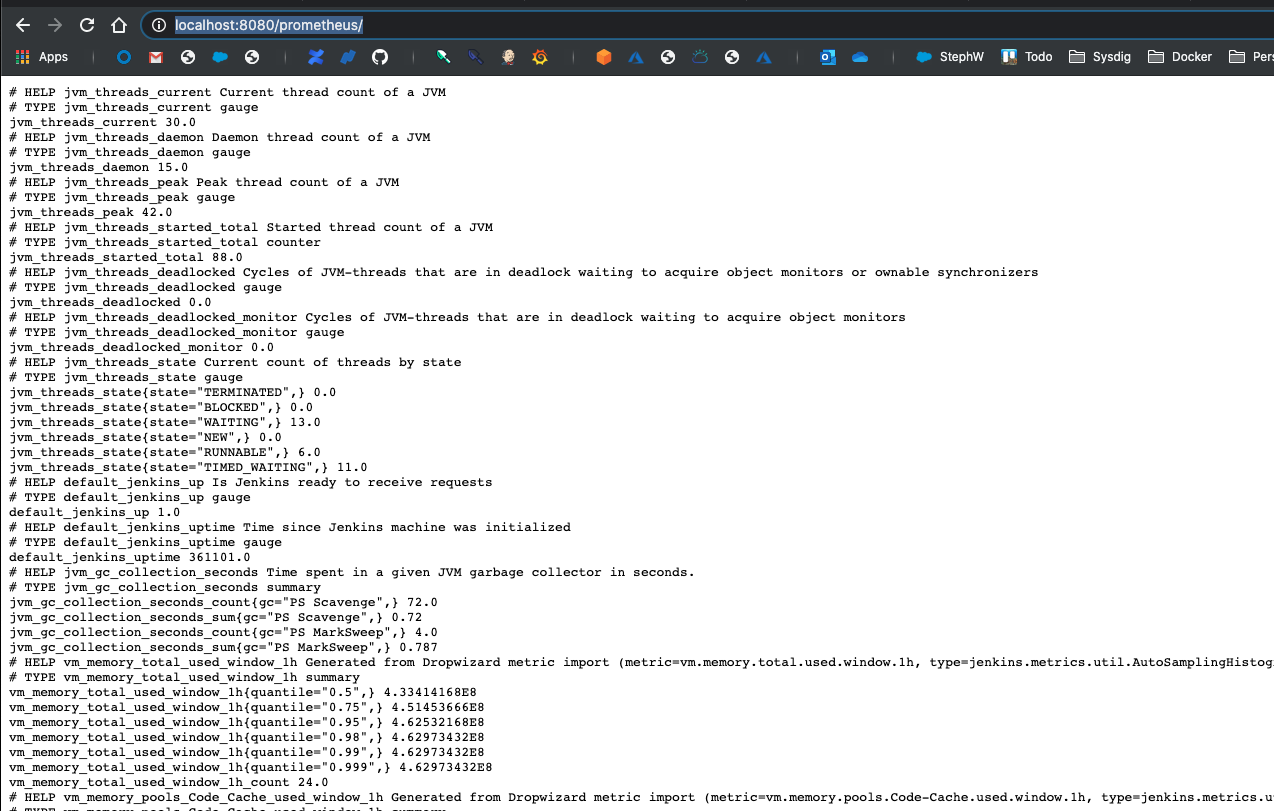 localhost:8080/prometheus/
Apps
StephW
Todo
Sysdig
Docker
Pers
# HELP jvm_threads_current Current thread count of a JVM
# TYPE jvm_threads_current gauge
jvm_threads_current 30.0
# HELP jvm_threads_daemon Daemon thread count of a JVM
# TYPE jvm_threads_daemon gauge
jvm_threads_daemon 15.0
# HELP jvm_threads_peak Peak thread count of a JVM
# TYPE jvm_threads_peak gauge
jvm_threads_peak 42.0
# HELP jvm_threads_started_total Started thread count of a JVM
# TYPE jvm_threads_started_total counter
jvm_threads_started_total 88.0
# HELP jvm_threads_deadlocked Cycles of JVM-threads that are in deadlock waiting to acquire object monitors or ownable synchronizers
# TYPE jvm_threads_deadlocked gauge
jvm_threads_deadlocked 0.0
# HELP jvm_threads_deadlocked_monitor Cycles of JVM-threads that are in deadlock waiting to acquire object monitors
# TYPE jvm_threads_deadlocked_monitor gauge
jvm_threads_deadlocked_monitor 0.0
# HELP jvm_threads_state Current count of threads by state
# TYPE jvm_threads_state gauge
jvm_threads_state{state="TERMINATED",} 0.0
jvm_threads_state{state="BLOCKED",} 0.0
jvm_threads_state{state="WAITING",} 13.0
jvm_threads_state{state="NEW",} 0.0
jvm_threads_state{state="RUNNABLE",} 6.0
jvm_threads_state{state="TIMED_WAITING",} 11.0
# HELP default_jenkins_up Is Jenkins ready to receive requests
# TYPE default_jenkins_up gauge
default_jenkins_up 1.0
# HELP default_jenkins_uptime Time since Jenkins machine was initialized
# TYPE default_jenkins_uptime gauge
default_jenkins_uptime 361101.0
# HELP jvm_gc_collection_seconds Time spent in a given JVM garbage collector in seconds.
# TYPE jvm_gc_collection_seconds summary
jvm_gc_collection_seconds_count{gc="PS Scavenge",} 72.0
jvm_gc_collection_seconds_sum{gc="PS Scavenge",} 0.72
jvm_gc_collection_seconds_count{gc="PS MarkSweep",} 4.0
jvm_gc_collection_seconds_sum{gc="PS MarkSweep",} 0.787
# HELP vm_memory_total_used_window_1h Generated from Dropwizard metric import (metric=vm.memory.total.used.window.1h, type=jenkins.metrics.util.AutoSamplingHistog
# TYPE vm_memory_total_used_window_1h summary
vm_memory_total_used_window_1h{quantile="0.5",} 4.33414168E8
vm_memory_total_used_window_1h{quantile="0.75",} 4.51453666E8
vm_memory_total_used_window_1h{quantile="0.95",} 4.62532168E8
vm_memory_total_used_window_1h{quantile="0.98",} 4.62973432E8
vm_memory_total_used_window_1h{quantile="0.99",} 4.62973432E8
vm_memory_total_used_window_1h{quantile="0.999",} 4.62973432E8
vm_memory_total_used_window_1h_count 24.0
# HELP vm_memory_pools_Code_Cache_used_window_1h Generated from Dropwizard metric import (metric=vm.memory.pools.Code-Cache.used.window.1h, type=jenkins.metrics.u